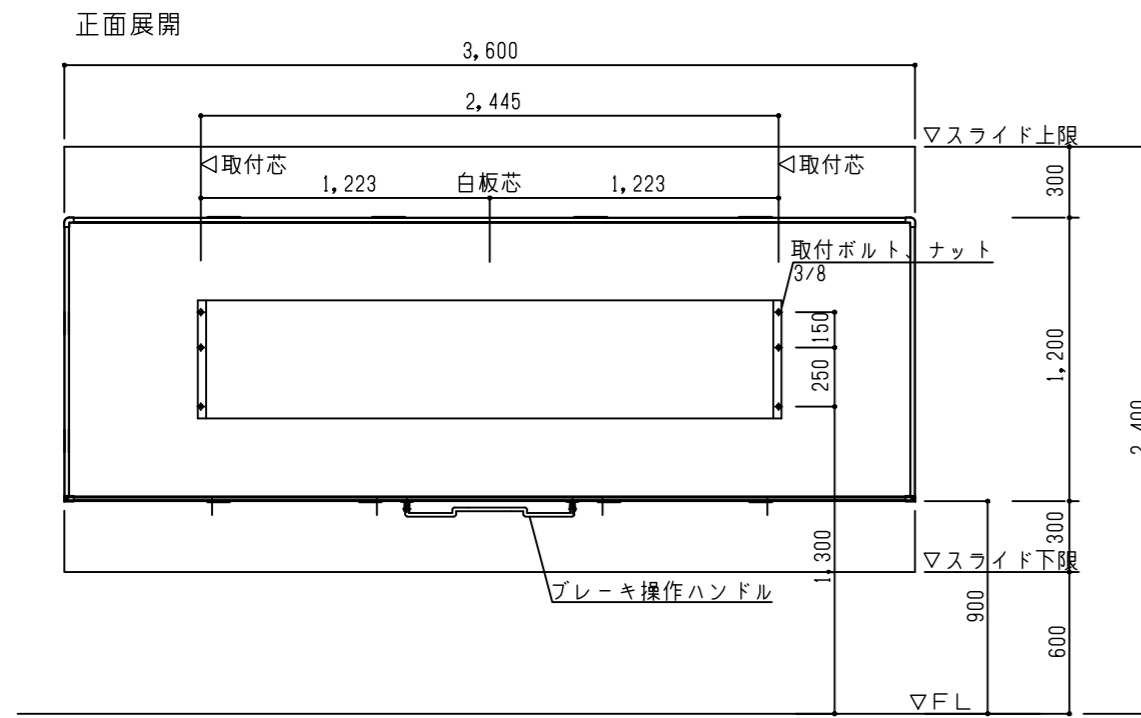 正面展開
3,600
2,445
▽スライド上限
◁取付芯
◁取付芯
1,223
白板芯
1,223
300
取付ボルト、ナット
3/8
150
250
1,200
2,400
1,300
300
▽スライド下限
ブレーキ操作ハンドル
900
600
▽FL